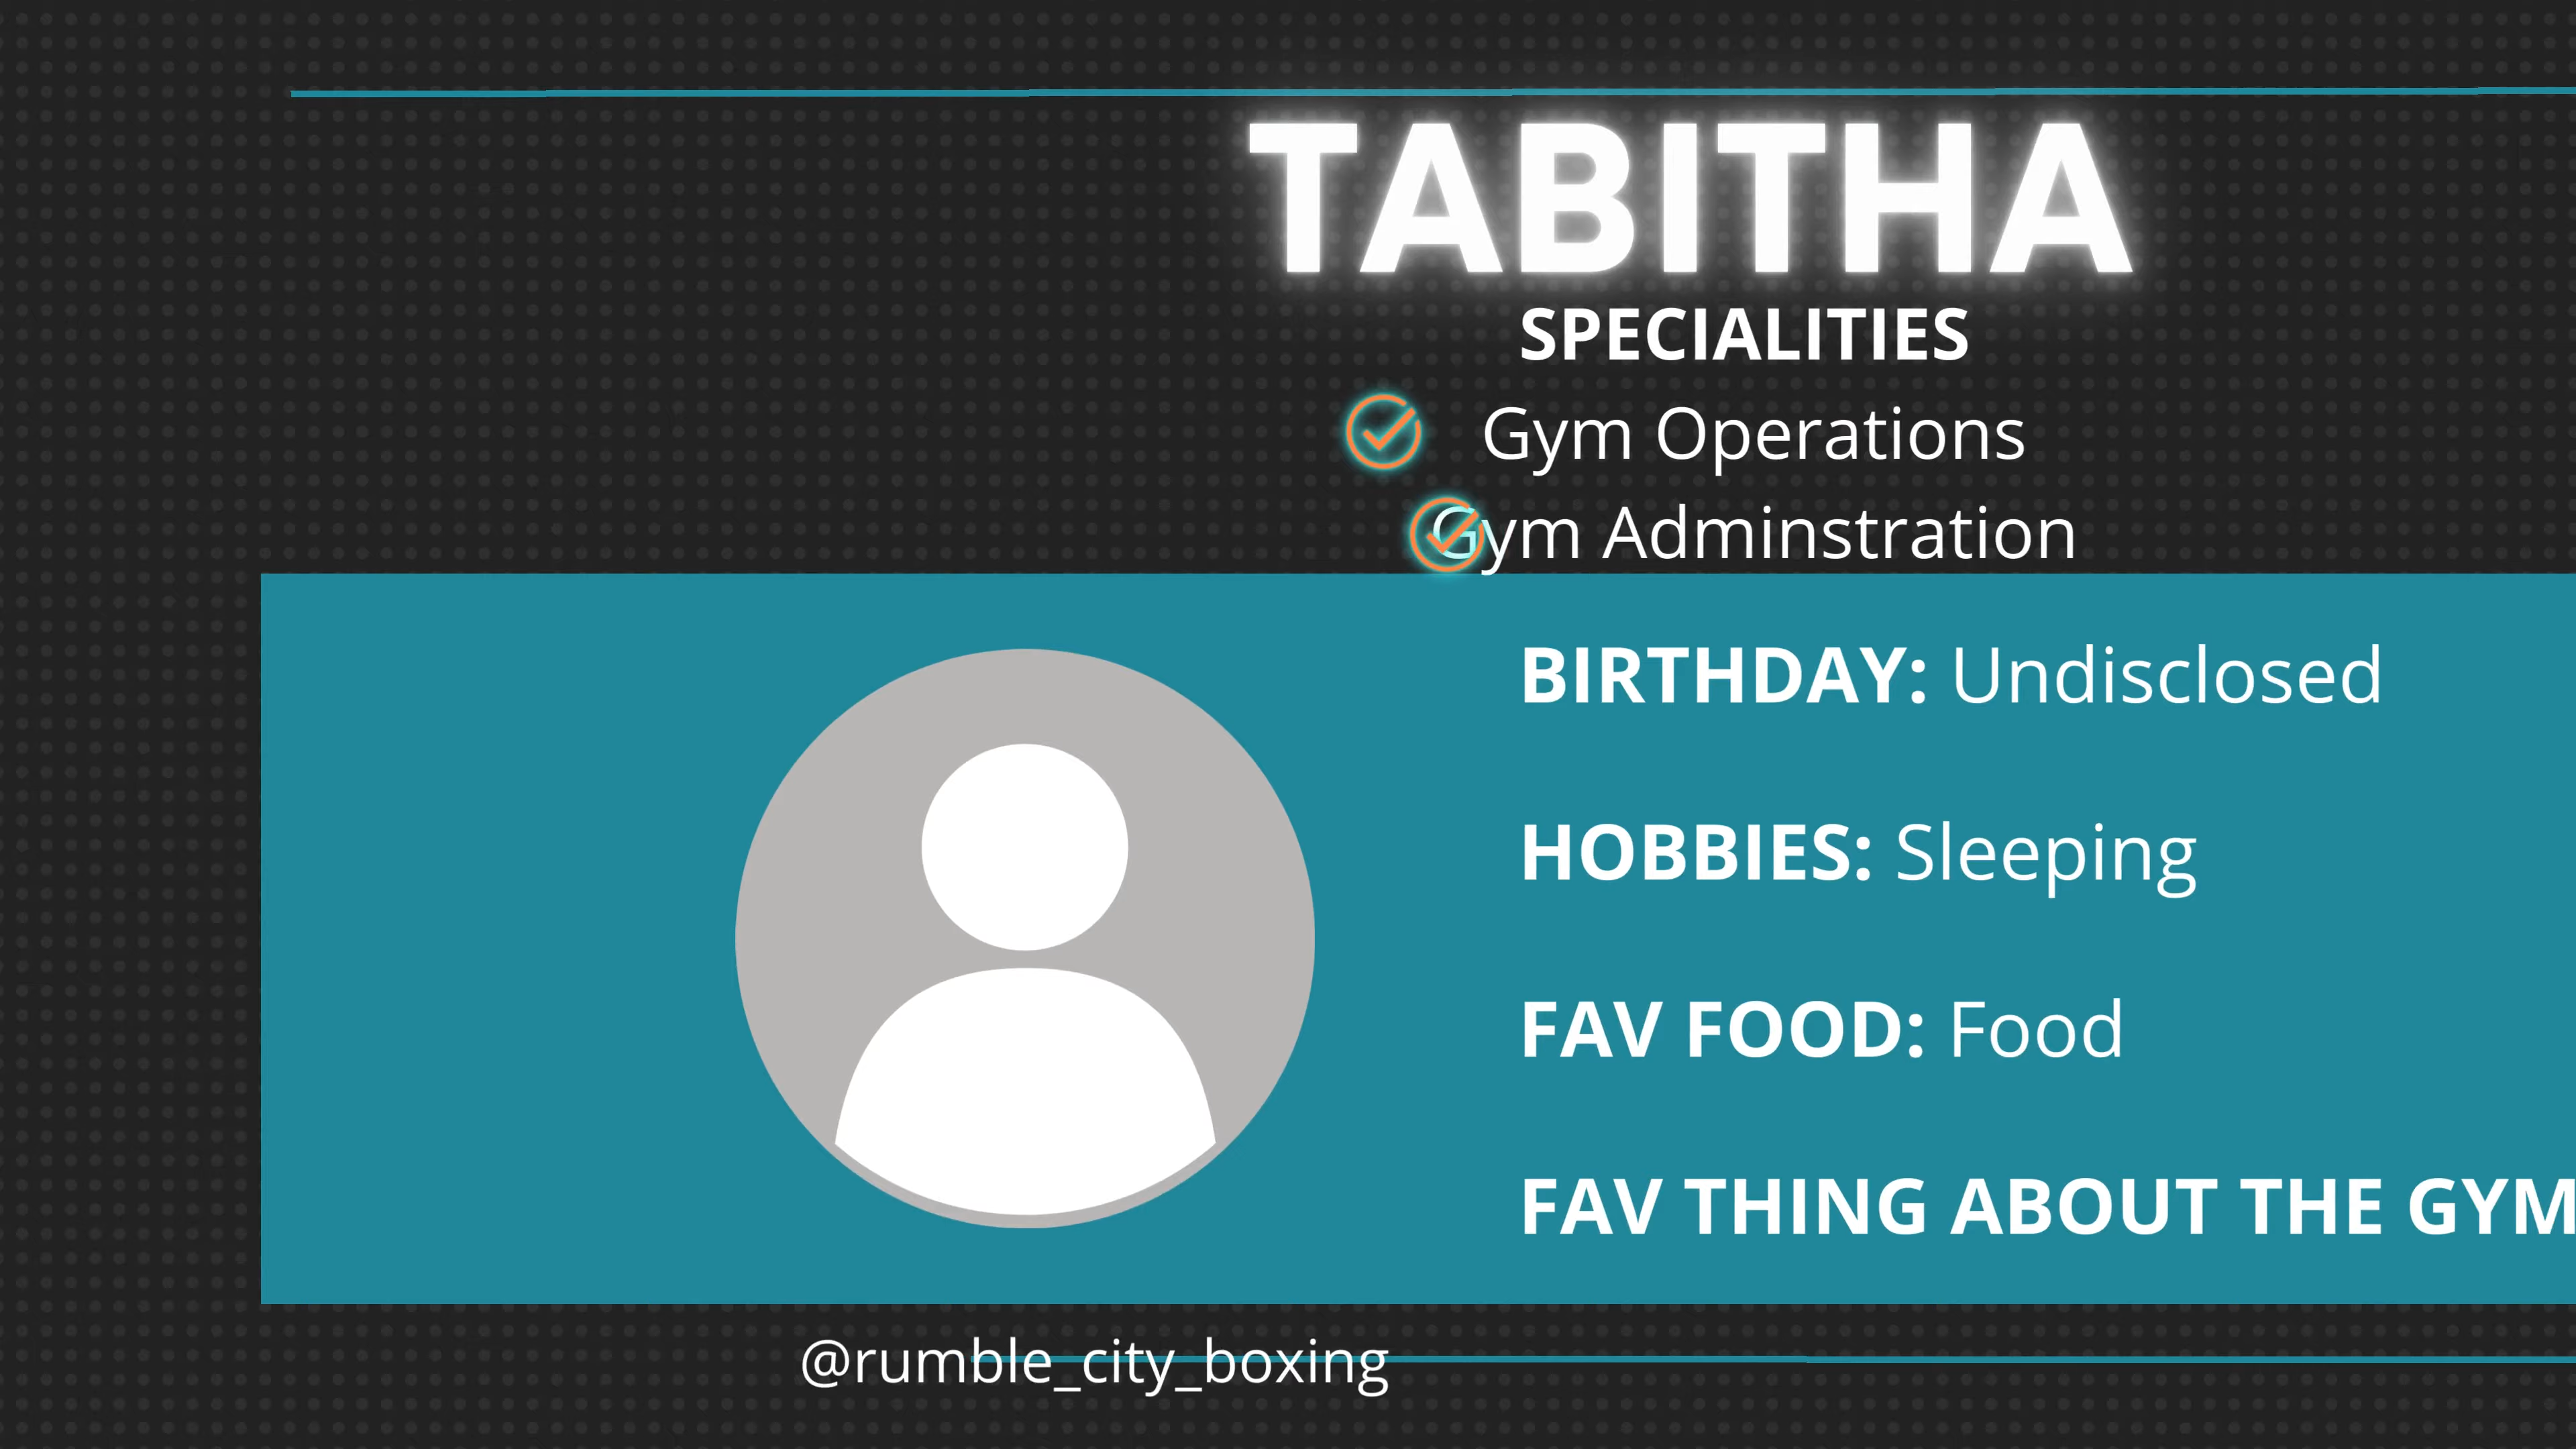 TABITHA
SPECIALITIES
Gym Operations
Gym Adminstration
BIRTHDAY: Undisclosed
HOBBIES: Sleeping
FAV FOOD: Food
FAV THING ABOUT THE GYM
@rumble_city_boxing